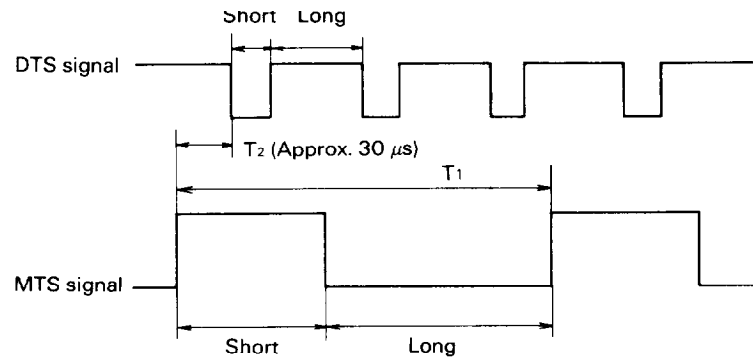 Short Long
DTS signal
T2 (Approx. 30 μs)
T1
MTS signal
Short Long